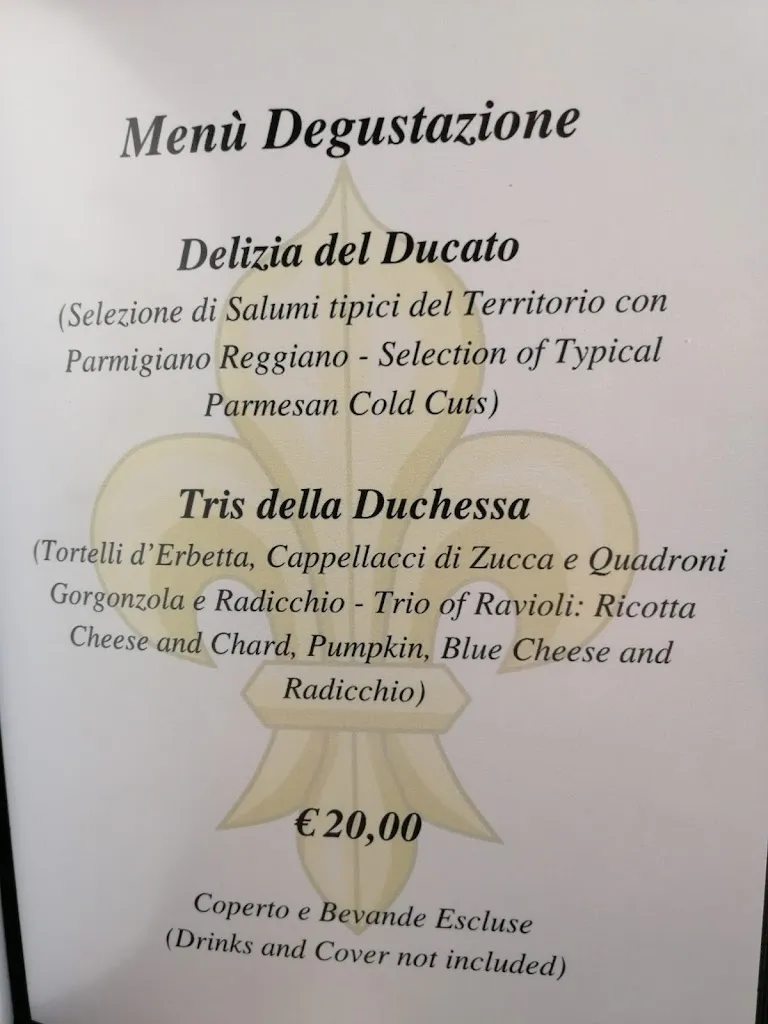 Menù Degustazione
Delizia del Ducato
(Selezione di Salumi tipici del Territorio con
Parmigiano Reggiano - Selection of Typical
Parmesan Cold Cuts)
Tris della Duchessa
(Tortelli d'Erbetta, Cappellacci di Zucca e Quadroni
Gorgonzola e Radicchio - Trio of Ravioli: Ricotta
Cheese and Chard, Pumpkin, Blue Cheese and
Radicchio)
€ 20,00
Coperto e Bevande Escluse
(Drinks and Cover not included)